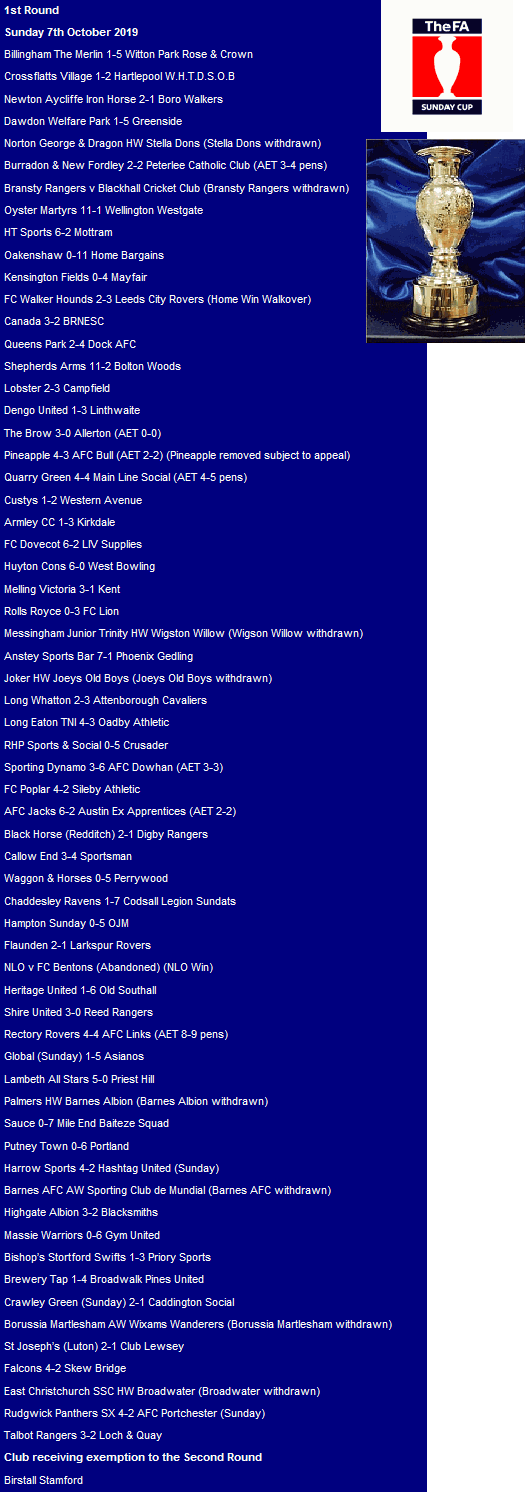 1st Round
Sunday 7th October 2019
Billingham The Merlin 1-5 Witton Park Rose & Crown
Crossflatts Village 1-2 Hartlepool W.H.T.D.S.O.B
Newton Aycliffe Iron Horse 2-1 Boro Walkers
Dawdon Welfare Park 1-5 Greenside
Norton George & Dragon HW Stella Dons (Stella Dons withdrawn)
Burradon & New Fordley 2-2 Peterlee Catholic Club (AET 3-4 pens)
Bransty Rangers v Blackhall Cricket Club (Bransty Rangers withdrawn)
Oyster Martyrs 11-1 Wellington Westgate
HT Sports 6-2 Mottram
Oakenshaw 0-11 Home Bargains
Kensington Fields 0-4 Mayfair
FC Walker Hounds 2-3 Leeds City Rovers (Home Win Walkover)
Canada 3-2 BRNESC
Queens Park 2-4 Dock AFC
Shepherds Arms 11-2 Bolton Woods
Lobster 2-3 Campfield
Dengo United 1-3 Linthwaite
The Brow 3-0 Allerton (AET 0-0)
Pineapple 4-3 AFC Bull (AET 2-2) (Pineapple removed subject to appeal)
Quarry Green 4-4 Main Line Social (AET 4-5 pens)
Custys 1-2 Western Avenue
Armley CC 1-3 Kirkdale
FC Dovecot 6-2 LIV Supplies
Huyton Cons 6-0 West Bowling
Melling Victoria 3-1 Kent
Rolls Royce 0-3 FC Lion
Messingham Junior Trinity HW Wigston Willow (Wigson Willow withdrawn)
Anstey Sports Bar 7-1 Phoenix Gedling
Joker HW Joeys Old Boys (Joeys Old Boys withdrawn)
Long Whatton 2-3 Attenborough Cavaliers
Long Eaton TNI 4-3 Oadby Athletic
RHP Sports & Social 0-5 Crusader
Sporting Dynamo 3-6 AFC Dowhan (AET 3-3)
FC Poplar 4-2 Sileby Athletic
AFC Jacks 6-2 Austin Ex Apprentices (AET 2-2)
Black Horse (Redditch) 2-1 Digby Rangers
Callow End 3-4 Sportsman
Waggon & Horses 0-5 Perrywood
Chaddesley Ravens 1-7 Codsall Legion Sundats
Hampton Sunday 0-5 OJM
Flaunden 2-1 Larkspur Rovers
NLO v FC Bentons (Abandoned) (NLO Win)
Heritage United 1-6 Old Southall
Shire United 3-0 Reed Rangers
Rectory Rovers 4-4 AFC Links (AET 8-9 pens)
Global (Sunday) 1-5 Asianos
Lambeth All Stars 5-0 Priest Hill
Palmers HW Barnes Albion (Barnes Albion withdrawn)
Sauce 0-7 Mile End Baiteze Squad
Putney Town 0-6 Portland
Harrow Sports 4-2 Hashtag United (Sunday)
Barnes AFC AW Sporting Club de Mundial (Barnes AFC withdrawn)
Highgate Albion 3-2 Blacksmiths
Massie Warriors 0-6 Gym United
Bishop's Stortford Swifts 1-3 Priory Sports
Brewery Tap 1-4 Broadwalk Pines United
Crawley Green (Sunday) 2-1 Caddington Social
Borussia Martlesham AW Wixams Wanderers (Borussia Martlesham withdrawn)
St Joseph's (Luton) 2-1 Club Lewsey
Falcons 4-2 Skew Bridge
East Christchurch SSC HW Broadwater (Broadwater withdrawn)
Rudgwick Panthers SX 4-2 AFC Portchester (Sunday)
Talbot Rangers 3-2 Loch & Quay
Club receiving exemption to the Second Round
Birstall Stamford
The FA
SUNDAY CUP